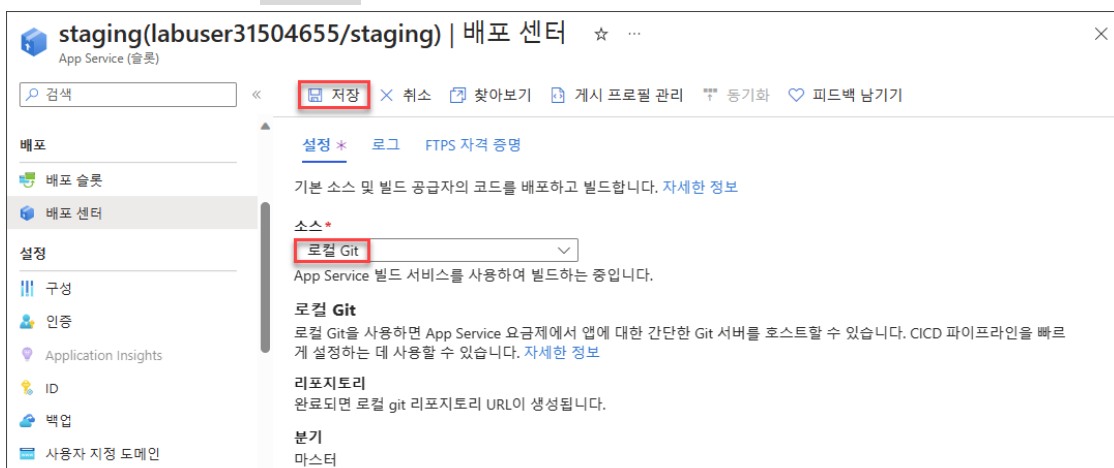 staging(labuser31504655/staging) | 배포 센터 ☆ ···
App Service (슬롯)
검색
저장 취소 찾아보기 게시 프로필 관리 동기화 피드백 남기기
배포
배포 슬롯
배포 센터
설정
구성
인증
Application Insights
ID
백업
사용자 지정 도메인
설정 * 로그 FTPS 자격 증명
기본 소스 및 빌드 공급자의 코드를 배포하고 빌드합니다. 자세한 정보
소스 *
로컬 Git
App Service 빌드 서비스를 사용하여 빌드하는 중입니다.
로컬 Git
로컬 Git을 사용하면 App Service 요금제에서 앱에 대한 간단한 Git 서버를 호스트할 수 있습니다. CICD 파이프라인을 빠르
게 설정하는 데 사용할 수 있습니다. 자세한 정보
리포지토리
완료되면 로컬 git 리포지토리 URL이 생성됩니다.
분기
마스터